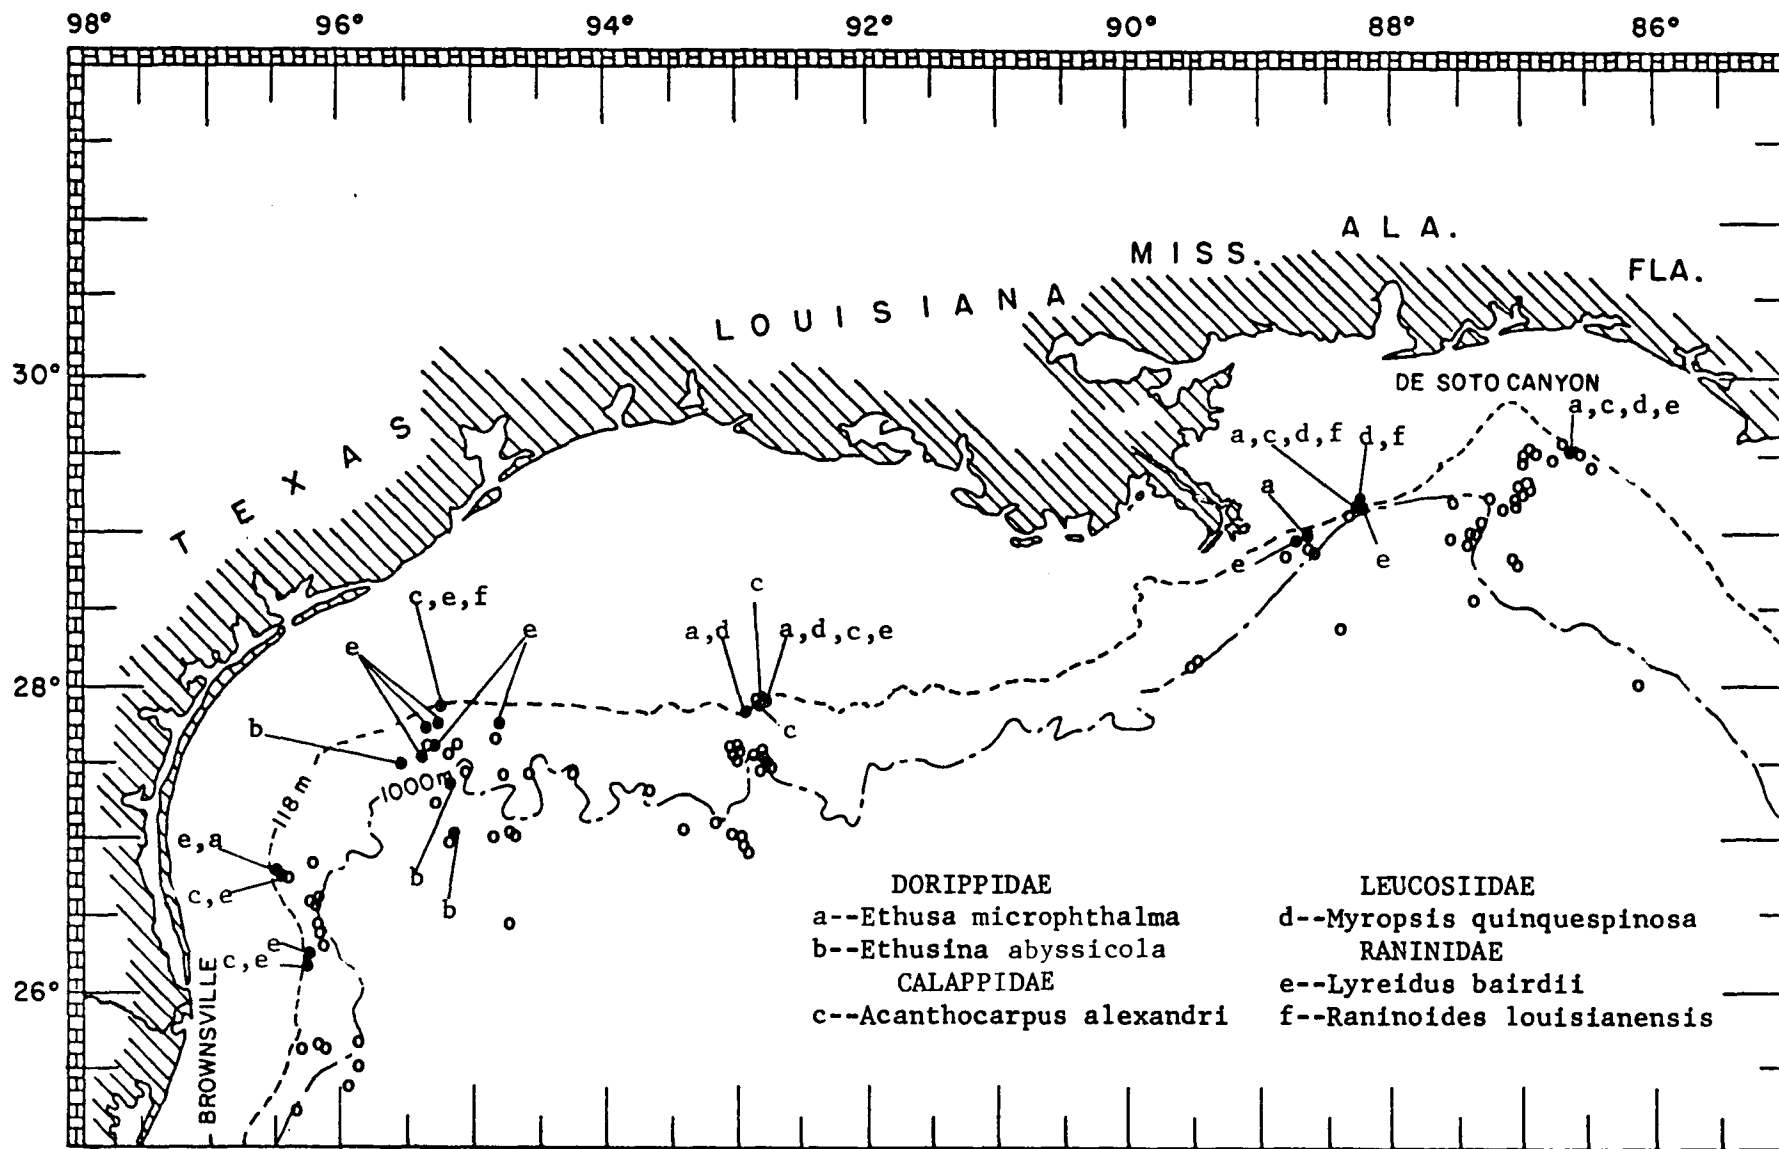 98° 96° 94° 92° 90° 88° 86°
ALA.
MISS.
FLA.
LOUISIANA
TEXAS
30°
DE SOTO CANYON
a,c,d,e
a,c,d,f d,f
a
e
e
c,e,f
c
e
e
a,d
a,d,c,e
28°
b
c
118 m
1000 m
e,a
b
c,e
b
e
c,e
26°
BROWNSVILLE
DORIPPIDAE
a--Ethusa microphthalma
b--Ethusina abyssicola
CALAPPIDAE
c--Acanthocarpus alexandri
LEUCOSIIDAE
d--Myropsis quinquespinosa
RANINIDAE
e--Lyreidus bairdii
f--Raninoides louisianensis